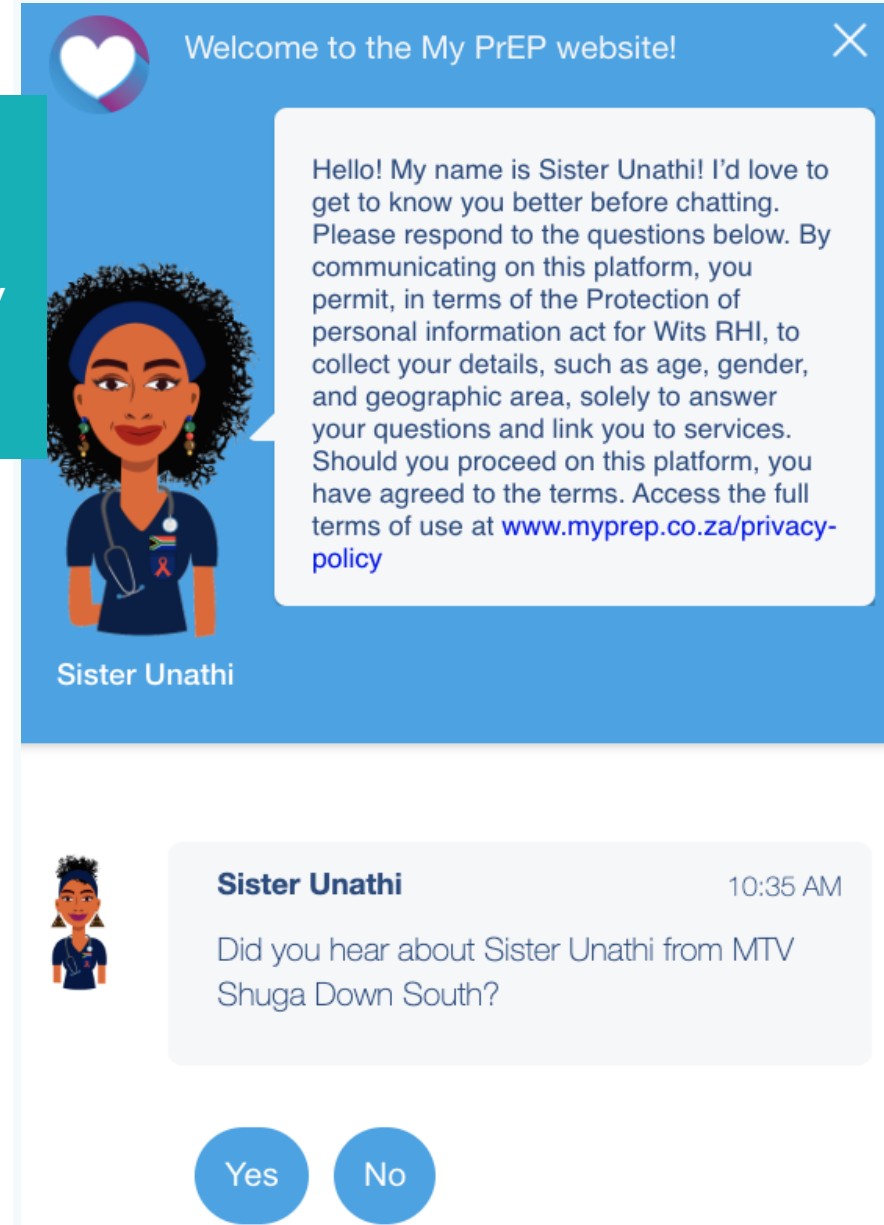 Welcome to the My PrEP website!
Hello! My name is Sister Unathi! I'd love to
get to know you better before chatting.
Please respond to the questions below. By
communicating on this platform, you
permit, in terms of the Protection of
personal information act for Wits RHI, to
collect your details, such as age, gender,
and geographic area, solely to answer
your questions and link you to services.
Should you proceed on this platform, you
have agreed to the terms. Access the full
terms of use at www.myprep.co.za/privacy-
policy
Sister Unathi
Sister Unathi 10:35 AM
Did you hear about Sister Unathi from MTV
Shuga Down South?
Yes No